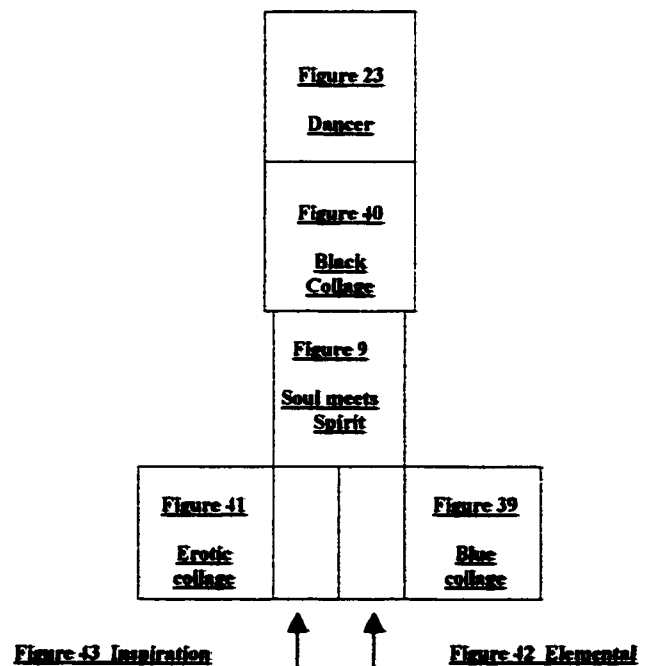 Figure 23
Dancer
Figure 40
Black
Collage
Figure 9
Soul meets
Spirit
Figure 41
Erotic
collage
Figure 39
Blue
collage
Figure 43 Inspiration
Figure 42 Elemental